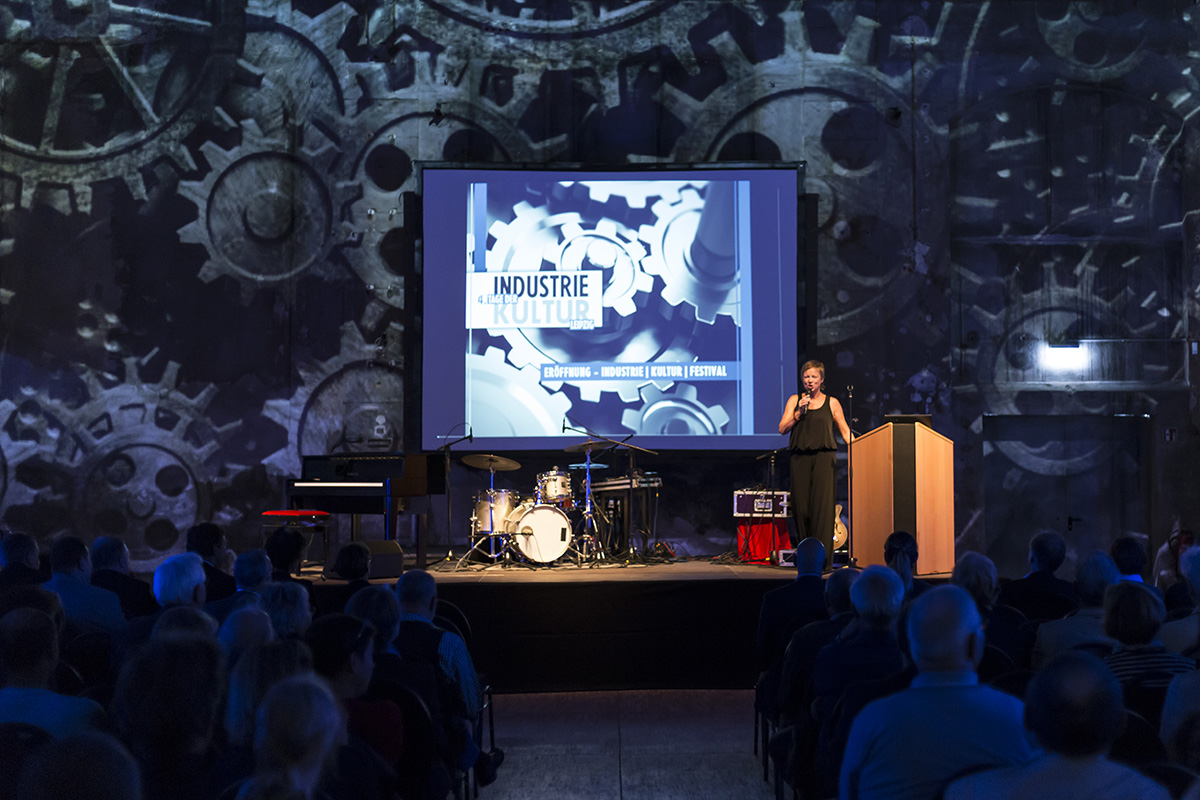 INDUSTRIE
4. TAGE DER
KULTUR
LEIPZIG
ERÖFFNUNG – INDUSTRIE | KULTUR | FESTIVAL